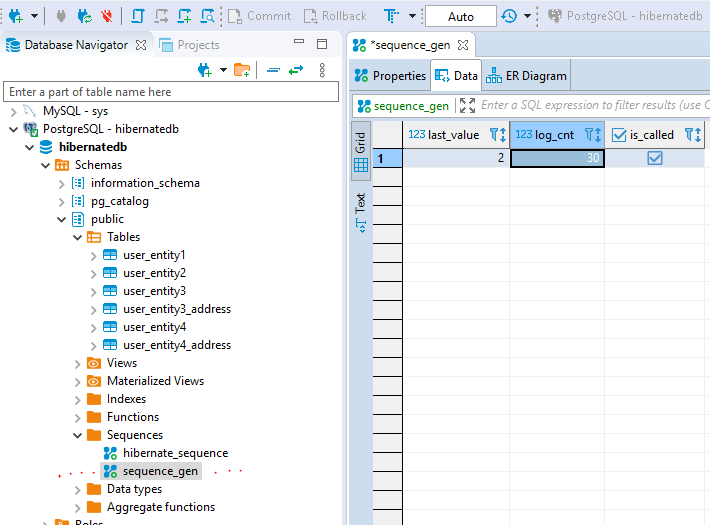 Commit Rollback T Auto PostgreSQL - hibernatedb
Database Navigator Projects
*sequence_gen
Properties Data ER Diagram
Enter a part of table name here
sequence_gen Enter a SQL expression to filter results (use C
MySQL - sys
PostgreSQL - hibernatedb
hibernatedb
Schemas
information_schema
pg_catalog
public
Tables
user_entity1
user_entity2
user_entity3
user_entity3_address
user_entity4
user_entity4_address
Views
Materialized Views
Indexes
Functions
Sequences
hibernate_sequence
sequence_gen
Data types
Aggregate functions
Roles
Grid
Text
123 last_value 123 log_cnt is_called
1 2 30